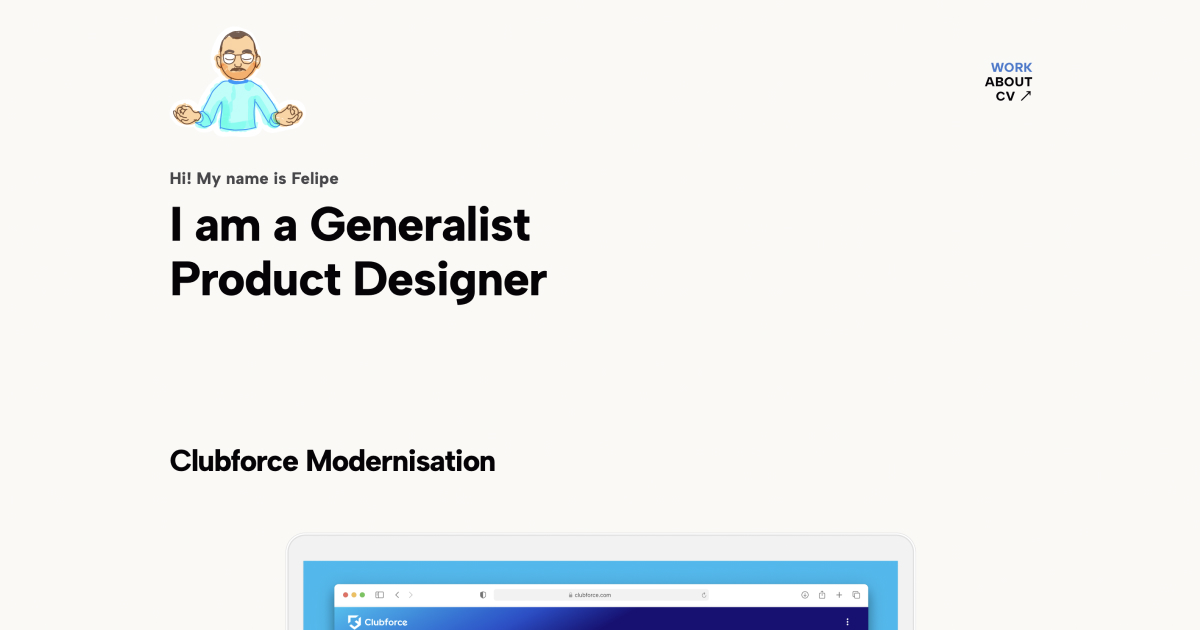 WORK
ABOUT
CV ↗
Hi! My name is Felipe
I am a Generalist
Product Designer
Clubforce Modernisation
clubforce.com
Clubforce